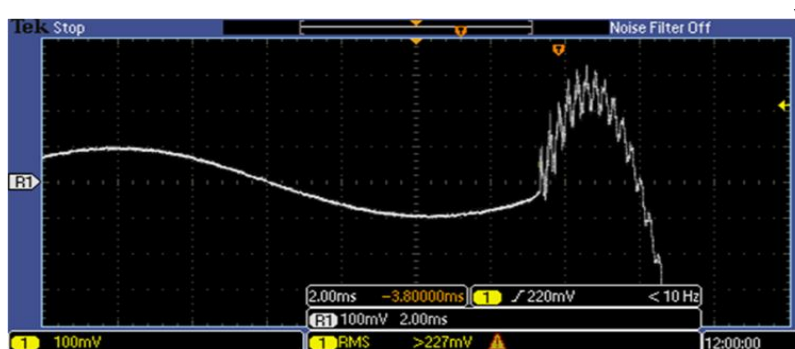 Tek Stop Noise Filter Off
R1
2.00ms -3.80000ms 1 220mV < 10 Hz
R1 100mV 2.00ms
1 100mV 1 RMS >227mV 12:00:00